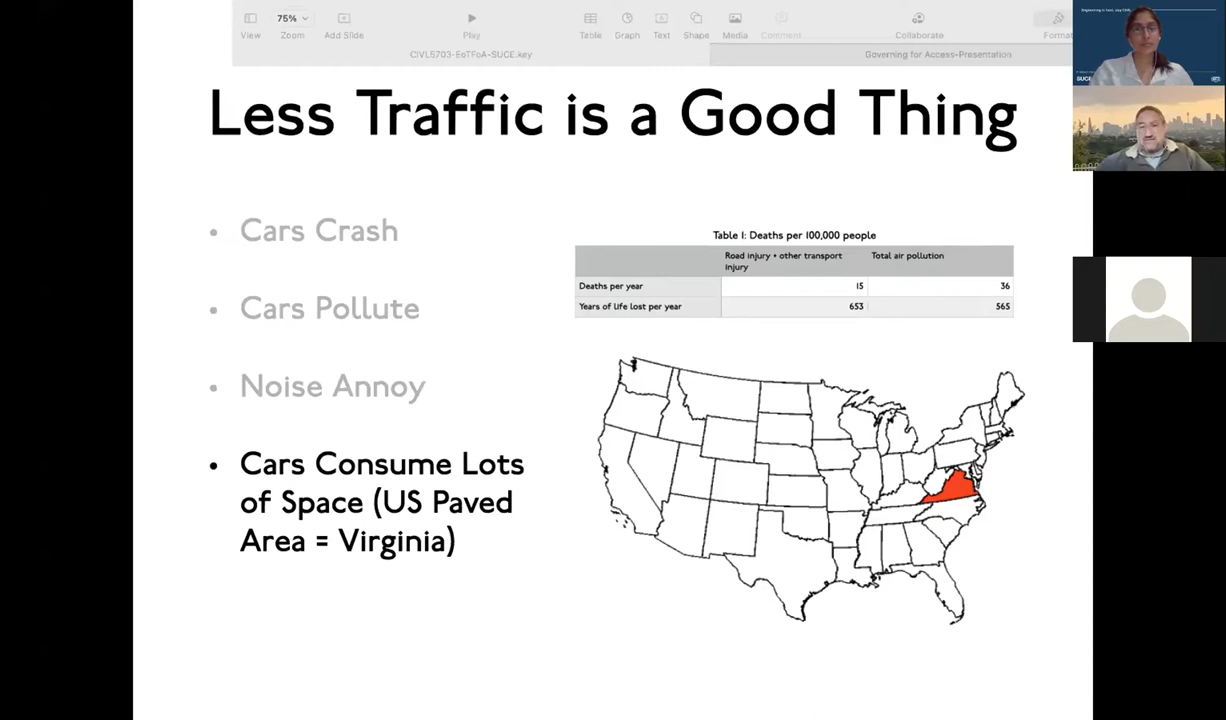 75%
View
Zoom
Add Slide
Play
Table
Graph
Text
Shape
Media
Comment
Collaborate
Format
CIVL5703-EoTFoA-SUCE.key
Governing for Access-Presentation
Less Traffic is a Good Thing
• Cars Crash
• Cars Pollute
• Noise Annoy
• Cars Consume Lots
of Space (US Paved
Area = Virginia)
Table 1: Deaths per 100,000 people
Road injury + other transport
injury
Total air pollution
Deaths per year 15 36
Years of life lost per year 653 565
SUCE